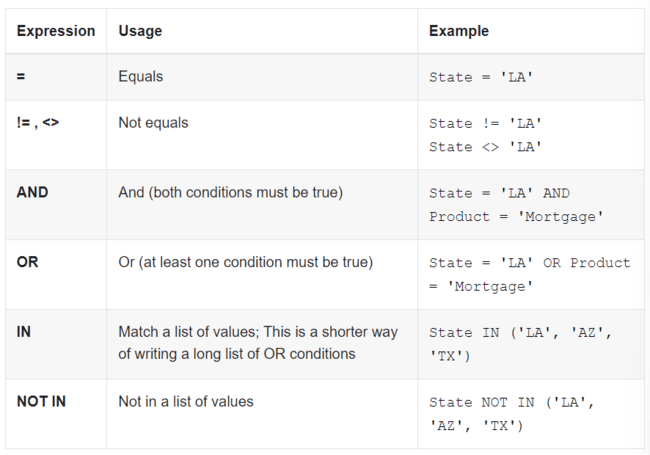 Expression Usage Example
= Equals State = 'LA'
!= , <> Not equals State != 'LA'
State <> 'LA'
AND And (both conditions must be true) State = 'LA' AND
Product = 'Mortgage'
OR Or (at least one condition must be true) State = 'LA' OR Product
= 'Mortgage'
IN Match a list of values; This is a shorter way State IN ('LA', 'AZ',
of writing a long list of OR conditions 'TX')
NOT IN Not in a list of values State NOT IN ('LA',
'AZ', 'TX')